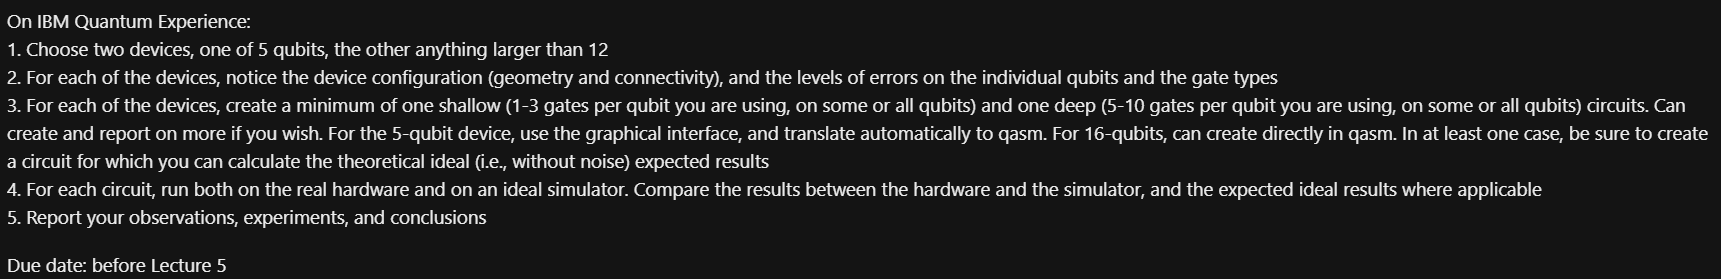 On IBM Quantum Experience:
1. Choose two devices, one of 5 qubits, the other anything larger than 12
2. For each of the devices, notice the device configuration (geometry and connectivity), and the levels of errors on the individual qubits and the gate types
3. For each of the devices, create a minimum of one shallow (1-3 gates per qubit you are using, on some or all qubits) and one deep (5-10 gates per qubit you are using, on some or all qubits) circuits. Can
create and report on more if you wish. For the 5-qubit device, use the graphical interface, and translate automatically to qasm. For 16-qubits, can create directly in qasm. In at least one case, be sure to create
a circuit for which you can calculate the theoretical ideal (i.e., without noise) expected results
4. For each circuit, run both on the real hardware and on an ideal simulator. Compare the results between the hardware and the simulator, and the expected ideal results where applicable
5. Report your observations, experiments, and conclusions
Due date: before Lecture 5